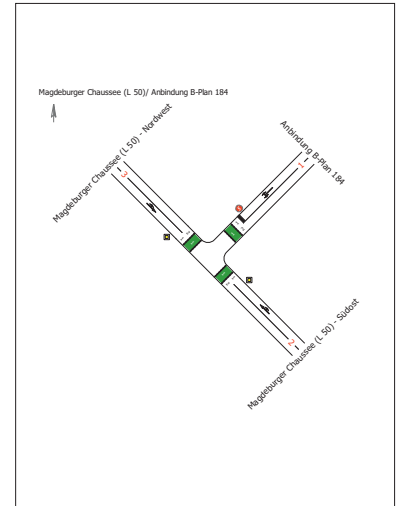 Magdeburger Chaussee (L 50)/ Anbindung B-Plan 184
Magdeburger Chaussee (L 50) - Nordwest
Anbindung B-Plan 184
3
1
2
Magdeburger Chaussee (L 50) - Südost